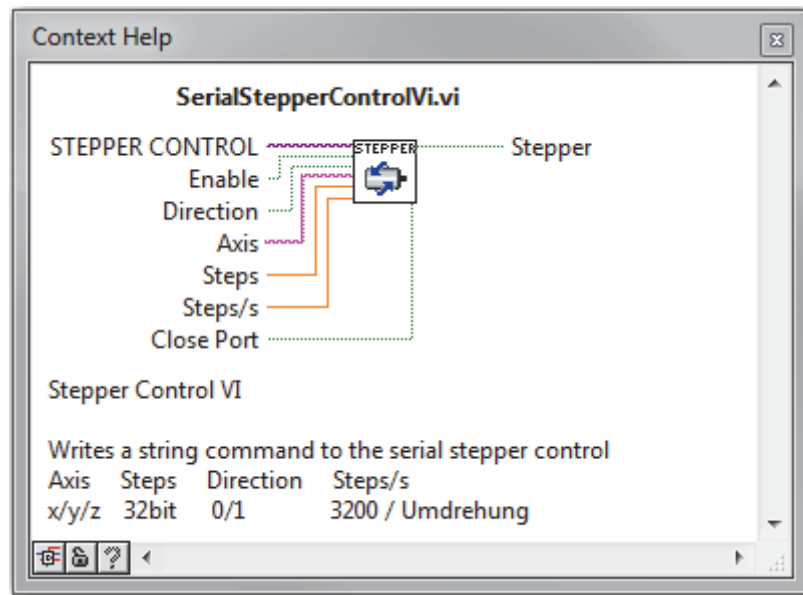 Context Help
SerialStepperControlVi.vi
STEPPER CONTROL
STEPPER
Stepper
Enable
Direction
Axis
Steps
Steps/s
Close Port
Stepper Control VI
Writes a string command to the serial stepper control
Axis Steps Direction Steps/s
x/y/z 32bit 0/1 3200 / Umdrehung
?